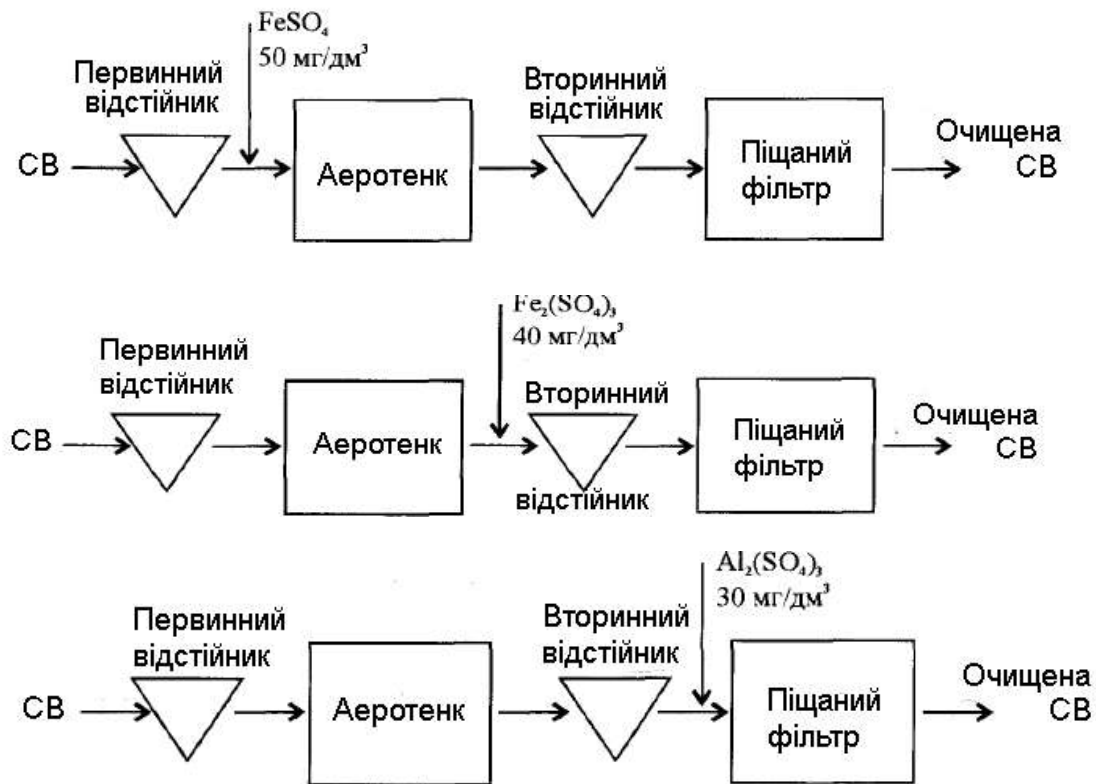 FeSO₄
50 мг/дм³
Первинний
відстійник
Вторинний
відстійник
СВ
Аеротенк
Піщаний
фільтр
Очищена
СВ
Fe₂(SO₄)₃
40 мг/дм³
Первинний
відстійник
Вторинний
відстійник
СВ
Аеротенк
Піщаний
фільтр
Очищена
СВ
Al₂(SO₄)₃
30 мг/дм³
Первинний
відстійник
Вторинний
відстійник
СВ
Аеротенк
Піщаний
фільтр
Очищена
СВ